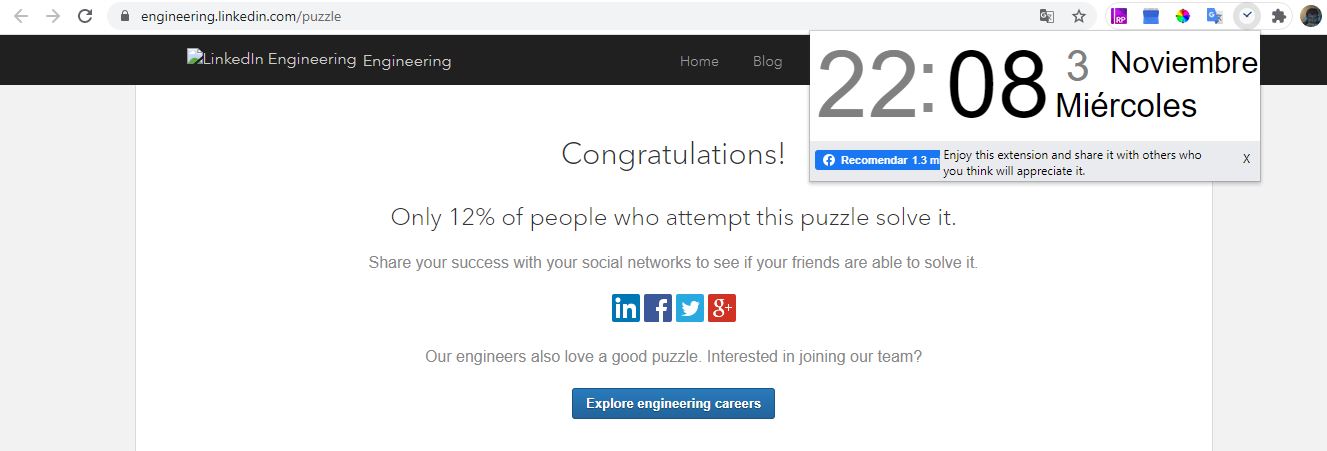 engineering.linkedin.com/puzzle
RP
LinkedIn Engineering Engineering
Home Blog
22:08 3 Noviembre
Miércoles
Recomendar 1.3 m
Enjoy this extension and share it with others who
you think will appreciate it.
X
Congratulations!
Only 12% of people who attempt this puzzle solve it.
Share your success with your social networks to see if your friends are able to solve it.
in f g+
Our engineers also love a good puzzle. Interested in joining our team?
Explore engineering careers